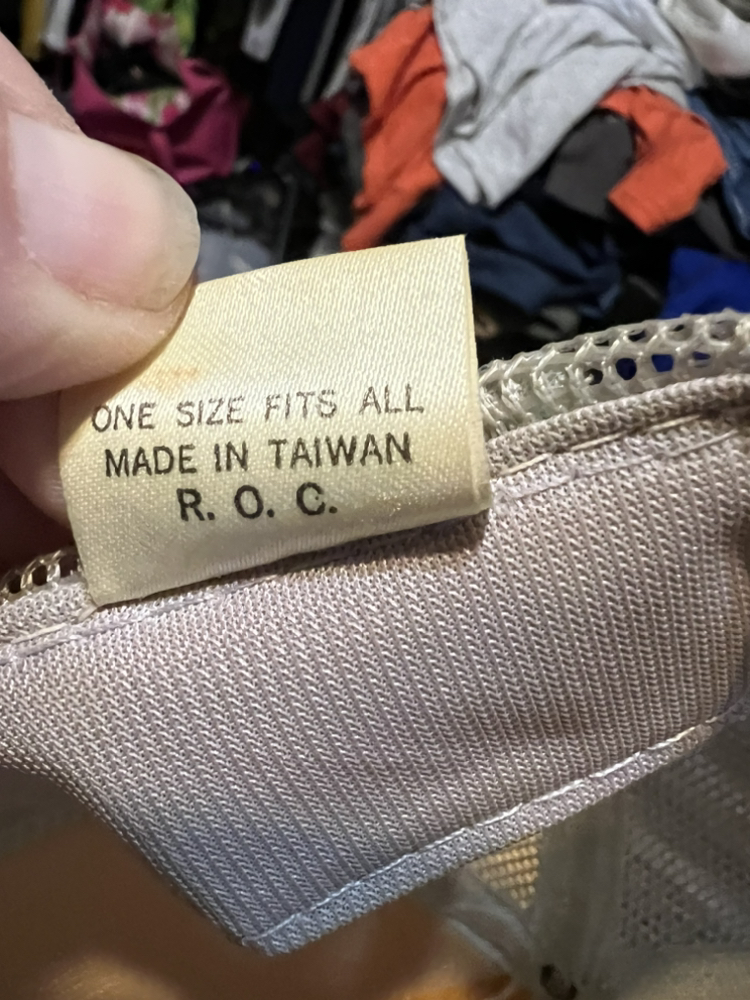 ONE SIZE FITS ALL
MADE IN TAIWAN
R. O. C.